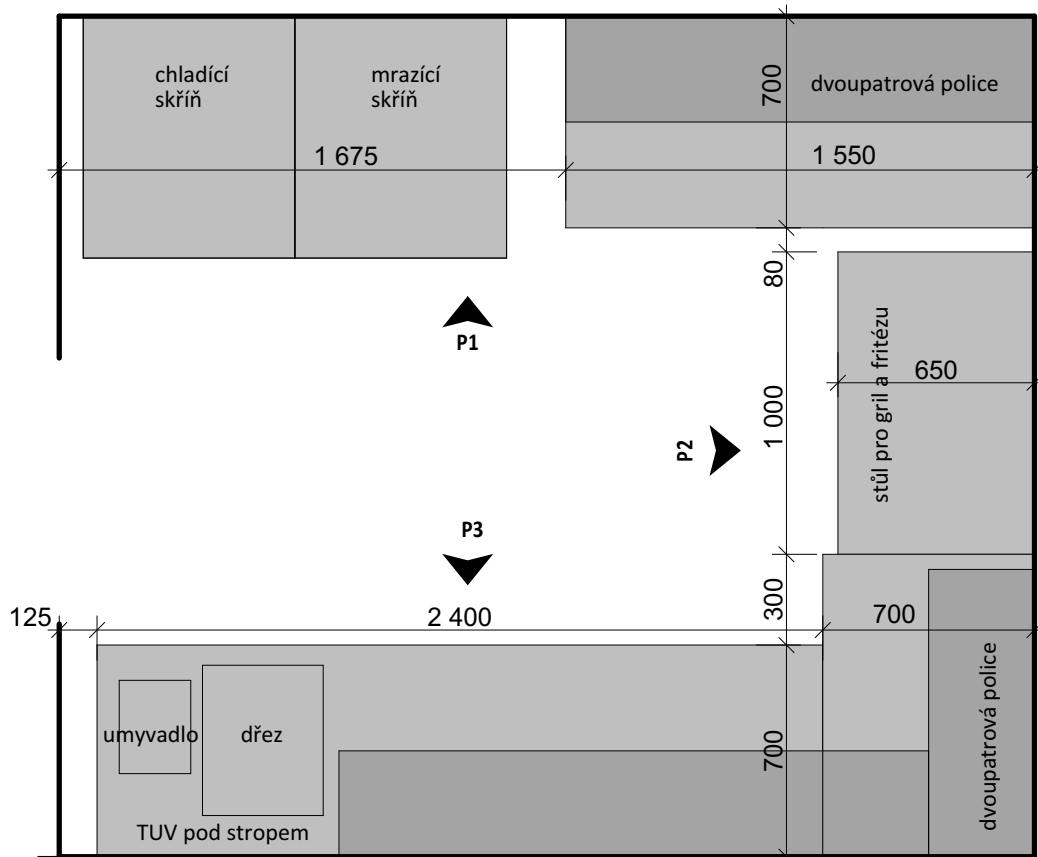 chladící
skříň
mrazící
skříň
700
dvoupatrová police
1 675
1 550
80
P1
stůl pro gril a fritézu
650
1 000
P2
P3
125
2 400
300
700
umyvadlo
dřez
700
dvoupatrová police
TUV pod stropem